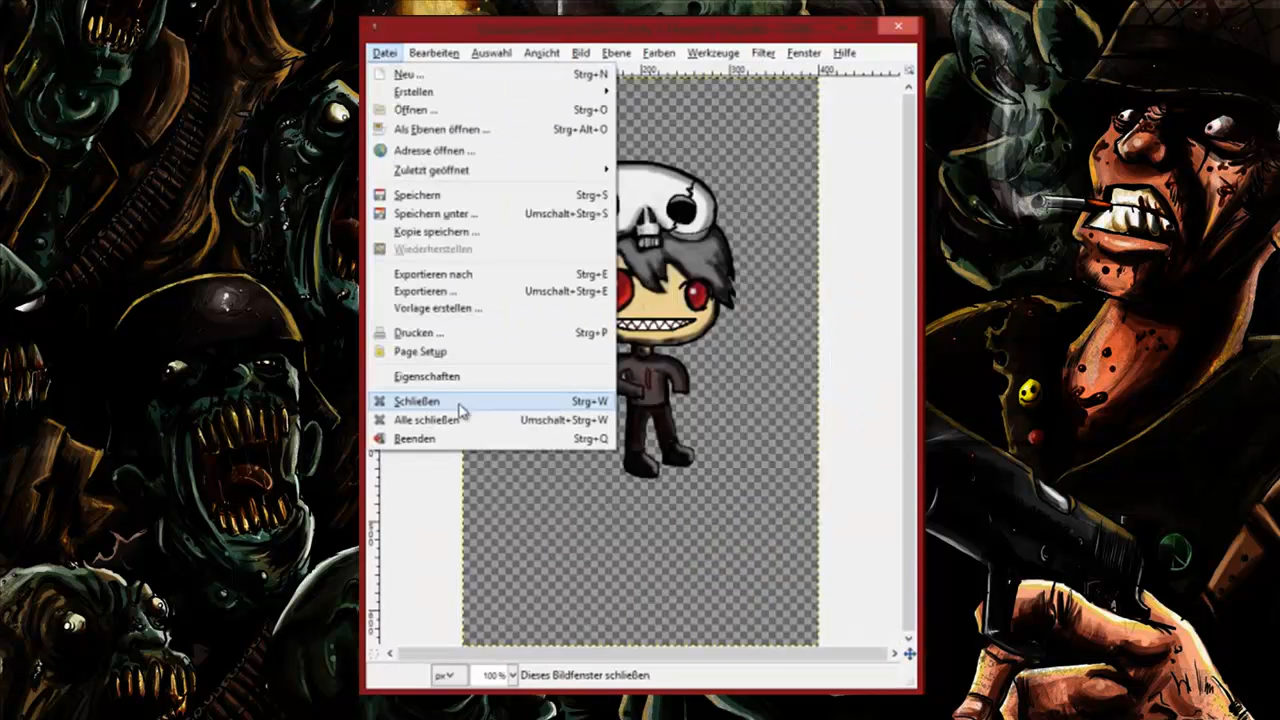 Datei Bearbeiten Auswahl Ansicht Bild Ebene Farben Werkzeuge Filter Fenster Hilfe
200 300 400
Neu ... Strg+N
Erstellen
Öffnen ... Strg+O
Als Ebenen öffnen ... Strg+Alt+O
Adresse öffnen ...
Zuletzt geöffnet
Speichern Strg+S
Speichern unter ... Umschalt+Strg+S
Kopie speichern ...
Wiederherstellen
Exportieren nach Strg+E
Exportieren ... Umschalt+Strg+E
Vorlage erstellen ...
Drucken ... Strg+P
Page Setup
Eigenschaften
Schließen Strg+W
Alle schließen Umschalt+Strg+W
Beenden Strg+Q
px 100 % Dieses Bildfenster schließen